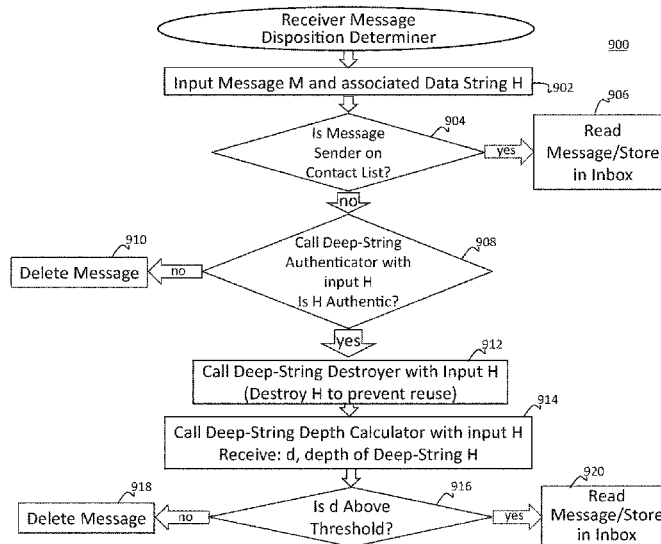 Receiver Message
Disposition Determiner
900
Input Message M and associated Data String H
902
904
906
Is Message
Sender on
Contact List?
yes
Read
Message/Store
in Inbox
no
910
908
Delete Message
no
Call Deep-String
Authenticator with
input H
Is H Authentic?
yes
912
Call Deep-String Destroyer with Input H
(Destroy H to prevent reuse)
914
Call Deep-String Depth Calculator with input H
Receive: d, depth of Deep-String H
918
916
920
Delete Message
no
Is d Above
Threshold?
yes
Read
Message/Store
in Inbox